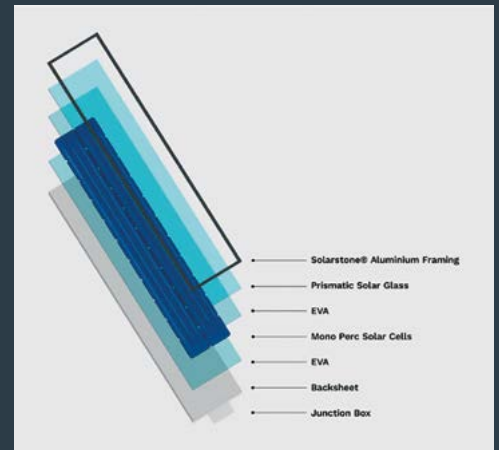 Solarstone® Aluminium Framing
Prismatic Solar Glass
EVA
Mono Perc Solar Cells
EVA
Backsheet
Junction Box